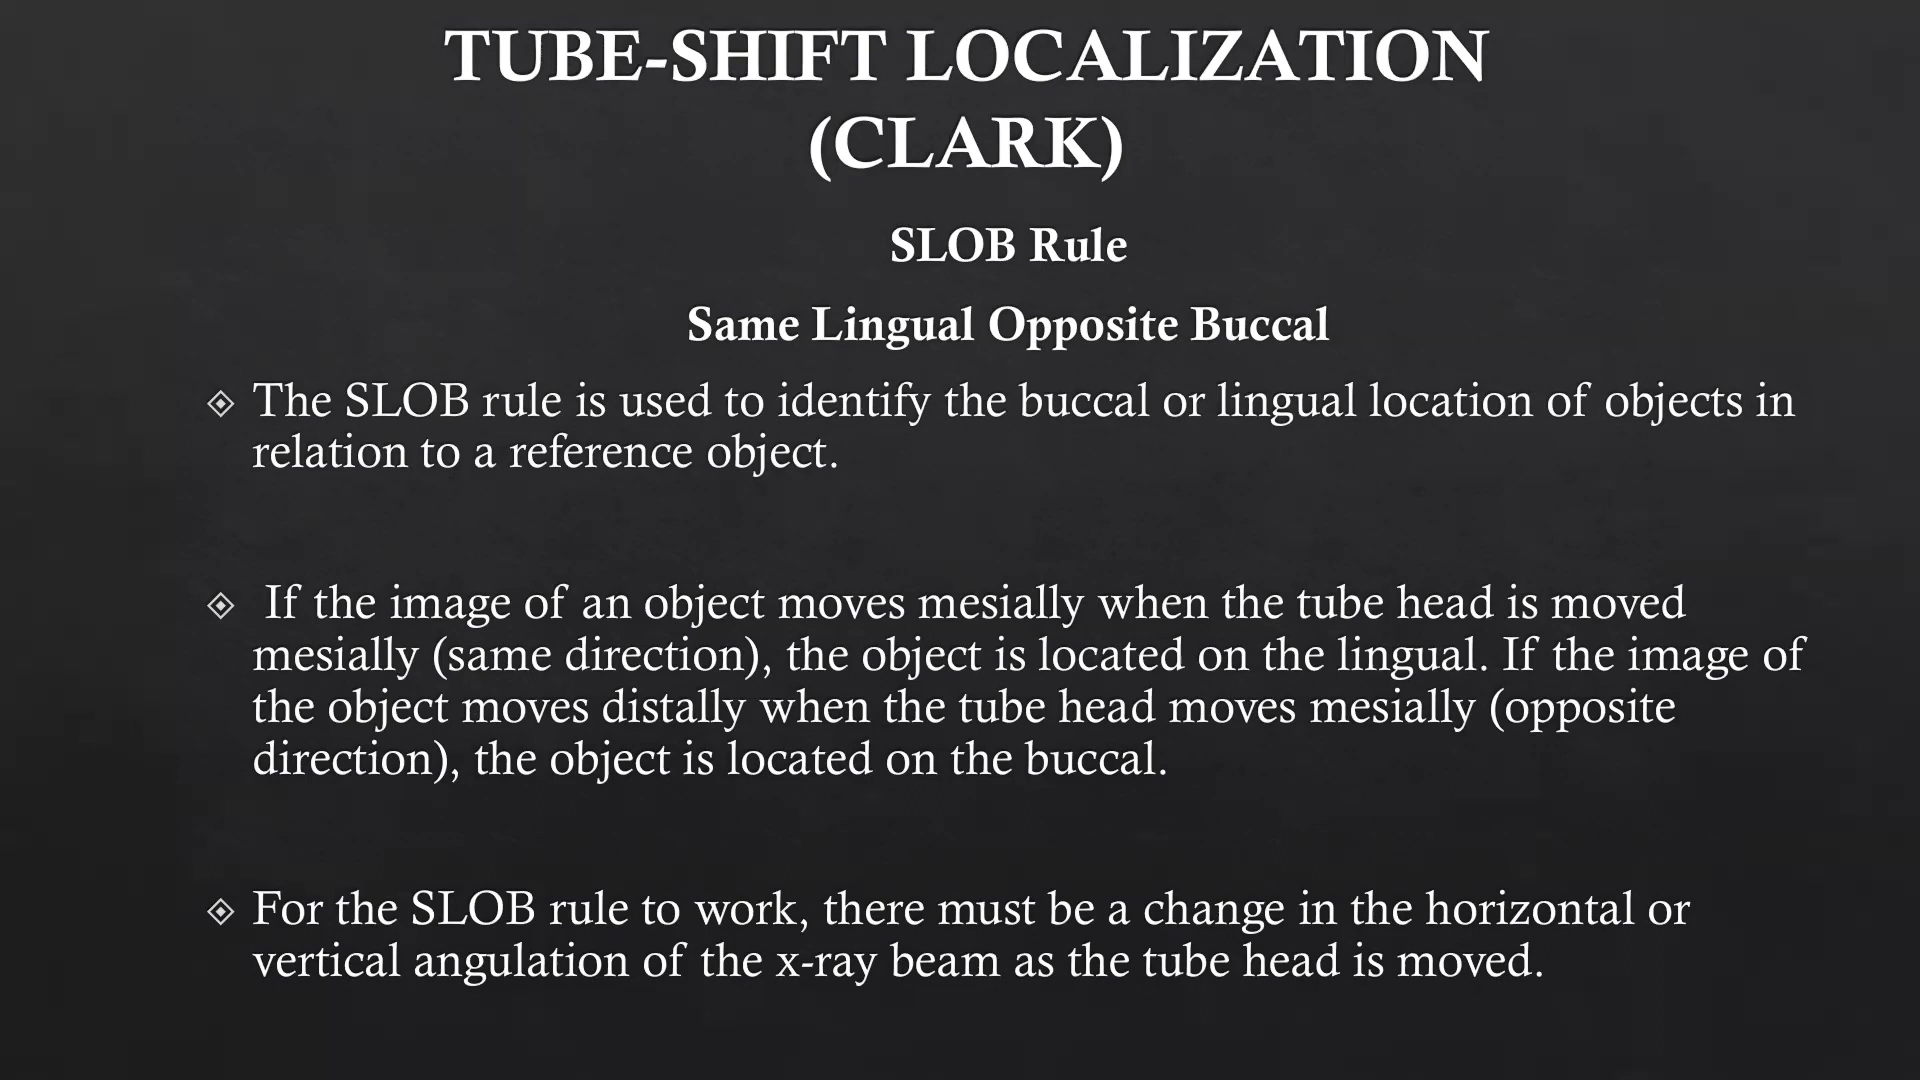 TUBE-SHIFT LOCALIZATION
(CLARK)
SLOB Rule
Same Lingual Opposite Buccal
The SLOB rule is used to identify the buccal or lingual location of objects in
relation to a reference object.
If the image of an object moves mesially when the tube head is moved
mesially (same direction), the object is located on the lingual. If the image of
the object moves distally when the tube head moves mesially (opposite
direction), the object is located on the buccal.
For the SLOB rule to work, there must be a change in the horizontal or
vertical angulation of the x-ray beam as the tube head is moved.